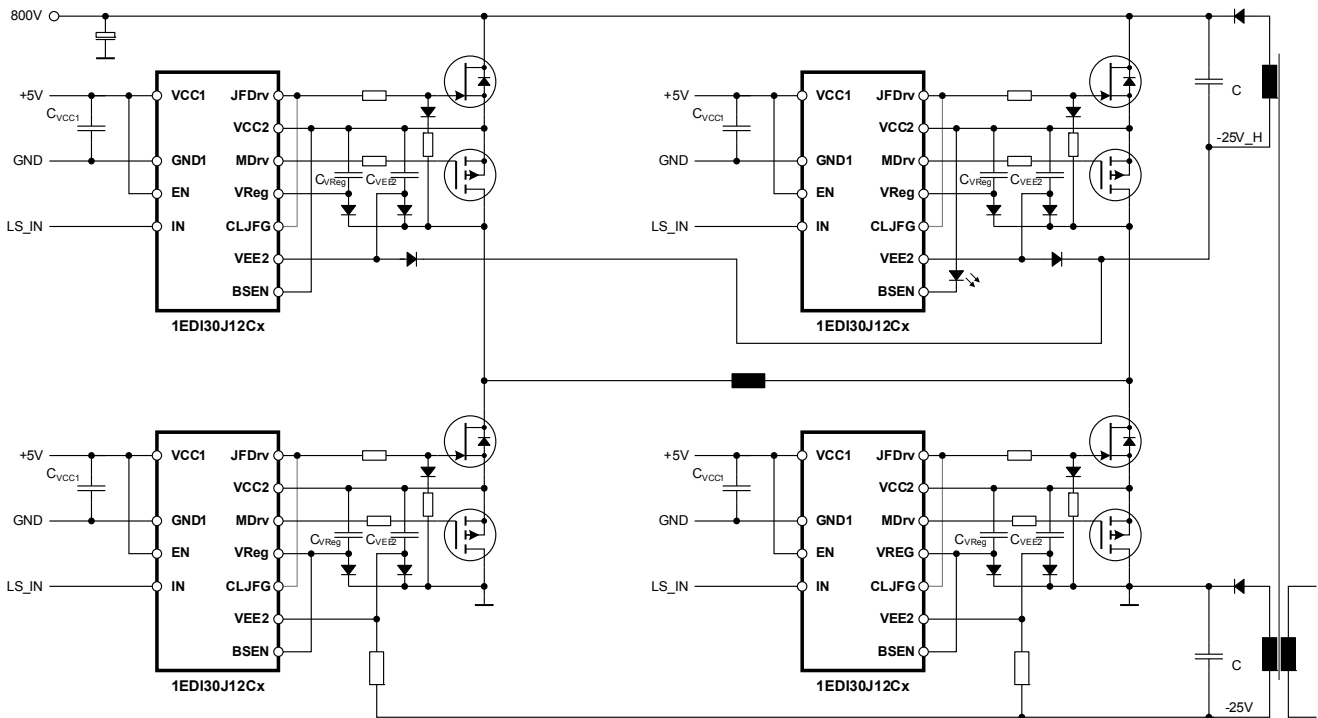 800V
+5V
VCC1
JFDrv
CVCC1
VCC2
GND
GND1
MDrv
CVReg
CVEE2
EN
VReg
LS_IN
IN
CLJFG
VEE2
BSEN
1EDI30J12Cx
+5V
VCC1
JFDrv
C
CVCC1
VCC2
-25V_H
GND
GND1
MDrv
CVReg
CVEE2
EN
VReg
LS_IN
IN
CLJFG
VEE2
BSEN
1EDI30J12Cx
+5V
VCC1
JFDrv
CVCC1
VCC2
GND
GND1
MDrv
CVReg
CVEE2
EN
VReg
LS_IN
IN
CLJFG
VEE2
BSEN
1EDI30J12Cx
+5V
VCC1
JFDrv
CVCC1
VCC2
GND
GND1
MDrv
CVReg
CVEE2
EN
VREG
LS_IN
IN
CLJFG
VEE2
BSEN
C
1EDI30J12Cx
-25V